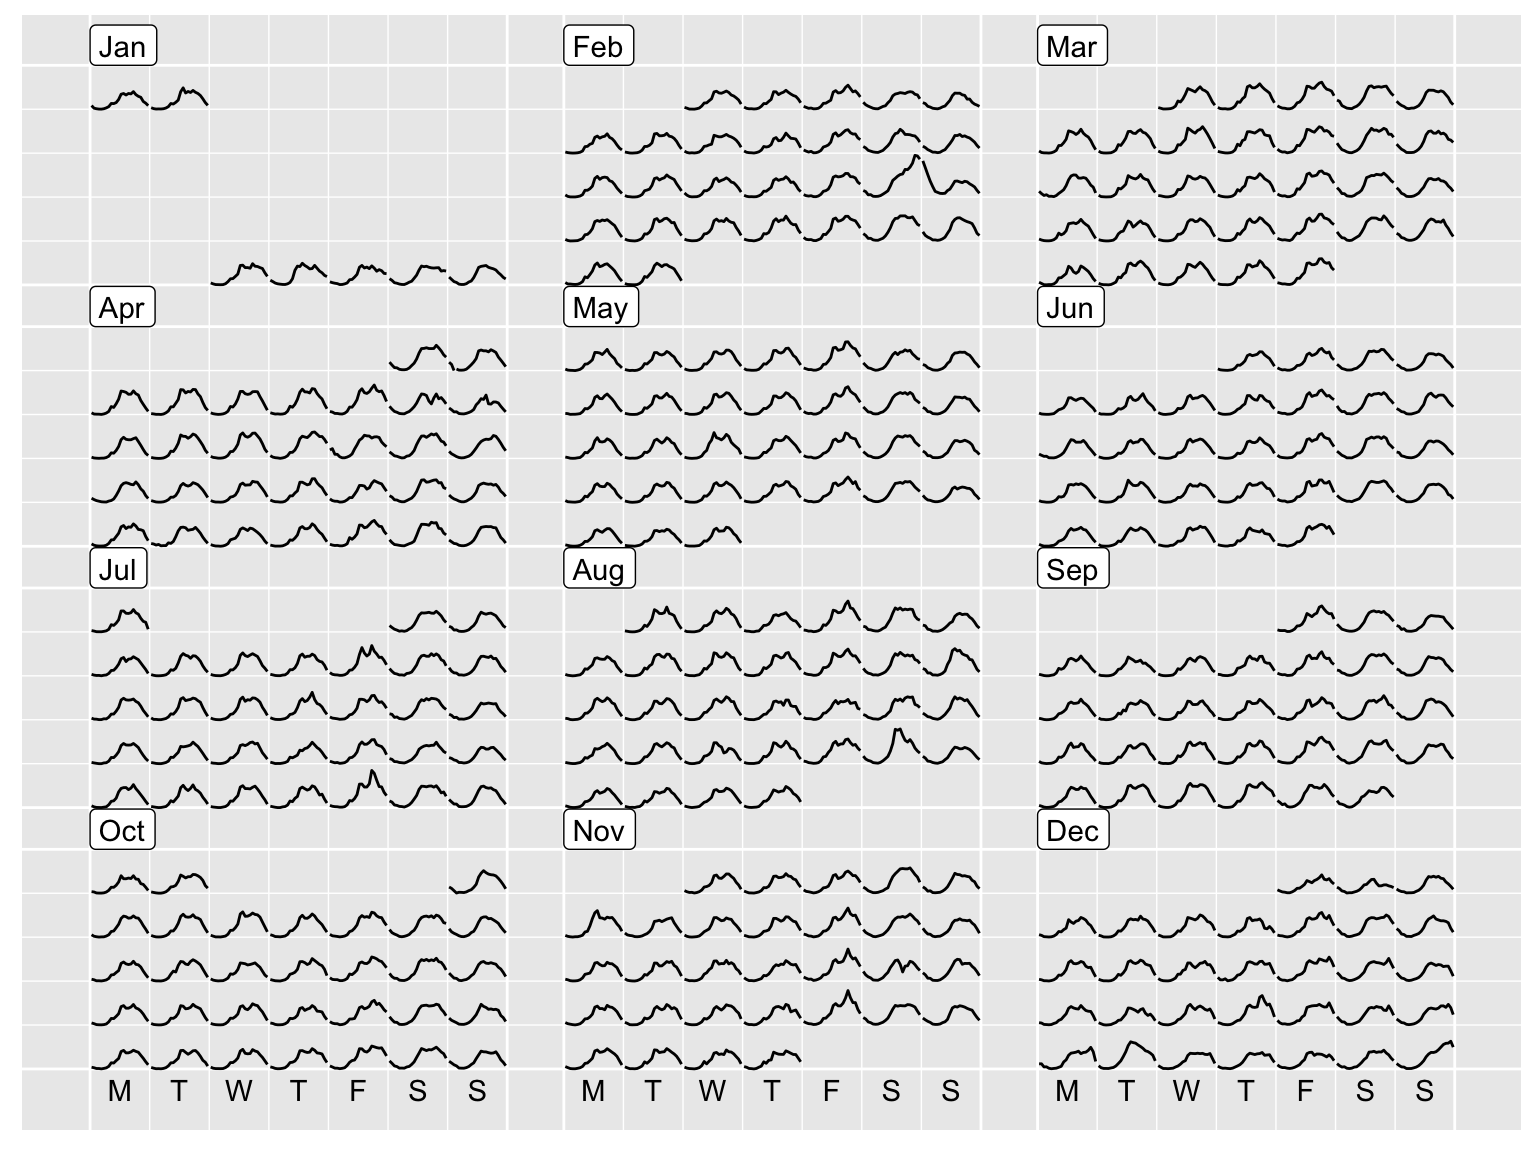 Jan Feb Mar
Apr May Jun
Jul Aug Sep
Oct Nov Dec
M T W T F S S M T W T F S S M T W T F S S